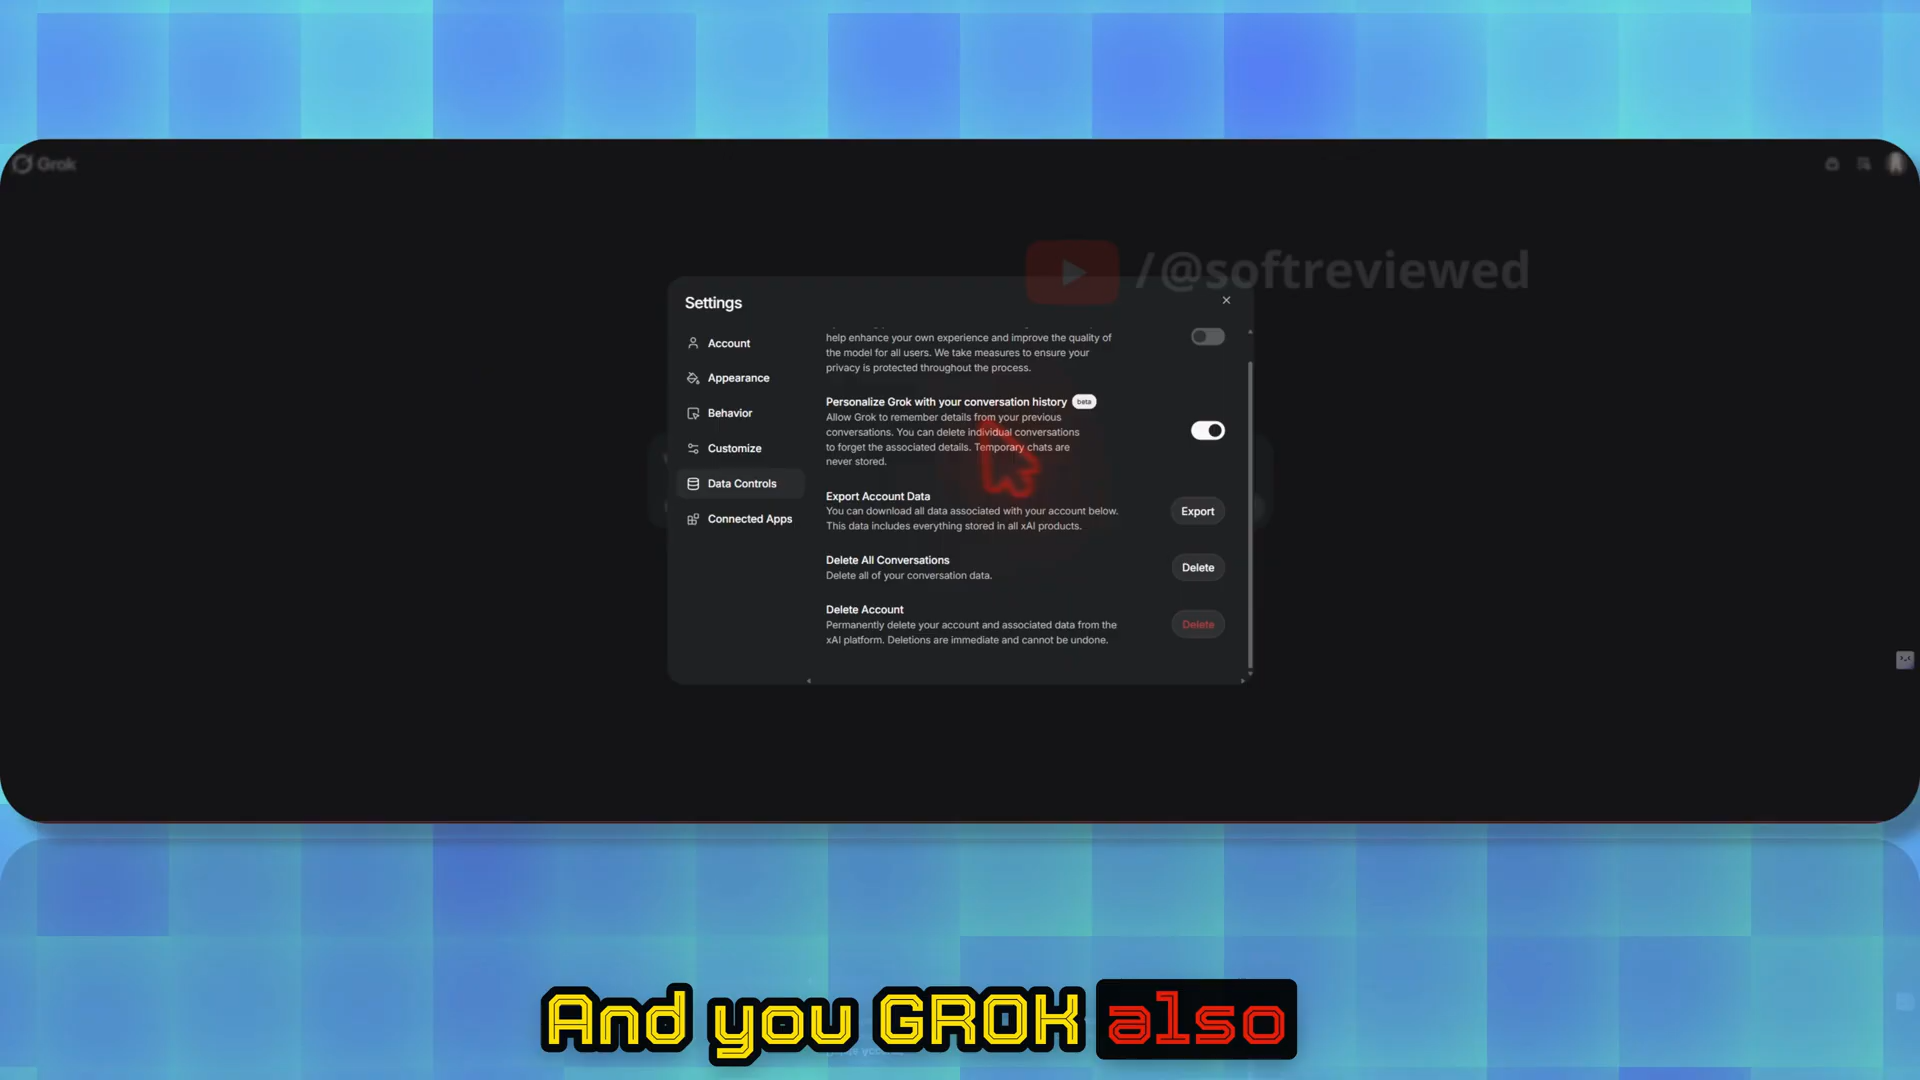 Grok
/@softreviewed
Settings
Account
Appearance
Behavior
Customize
Data Controls
Connected Apps
help enhance your own experience and improve the quality of
the model for all users. We take measures to ensure your
privacy is protected throughout the process.
Personalize Grok with your conversation history beta
Allow Grok to remember details from your previous
conversations. You can delete individual conversations
to forget the associated details. Temporary chats are
never stored.
Export Account Data
You can download all data associated with your account below.
This data includes everything stored in all xAI products.
Export
Delete All Conversations
Delete all of your conversation data.
Delete
Delete Account
Permanently delete your account and associated data from the
xAI platform. Deletions are immediate and cannot be undone.
Delete
And you GROK also